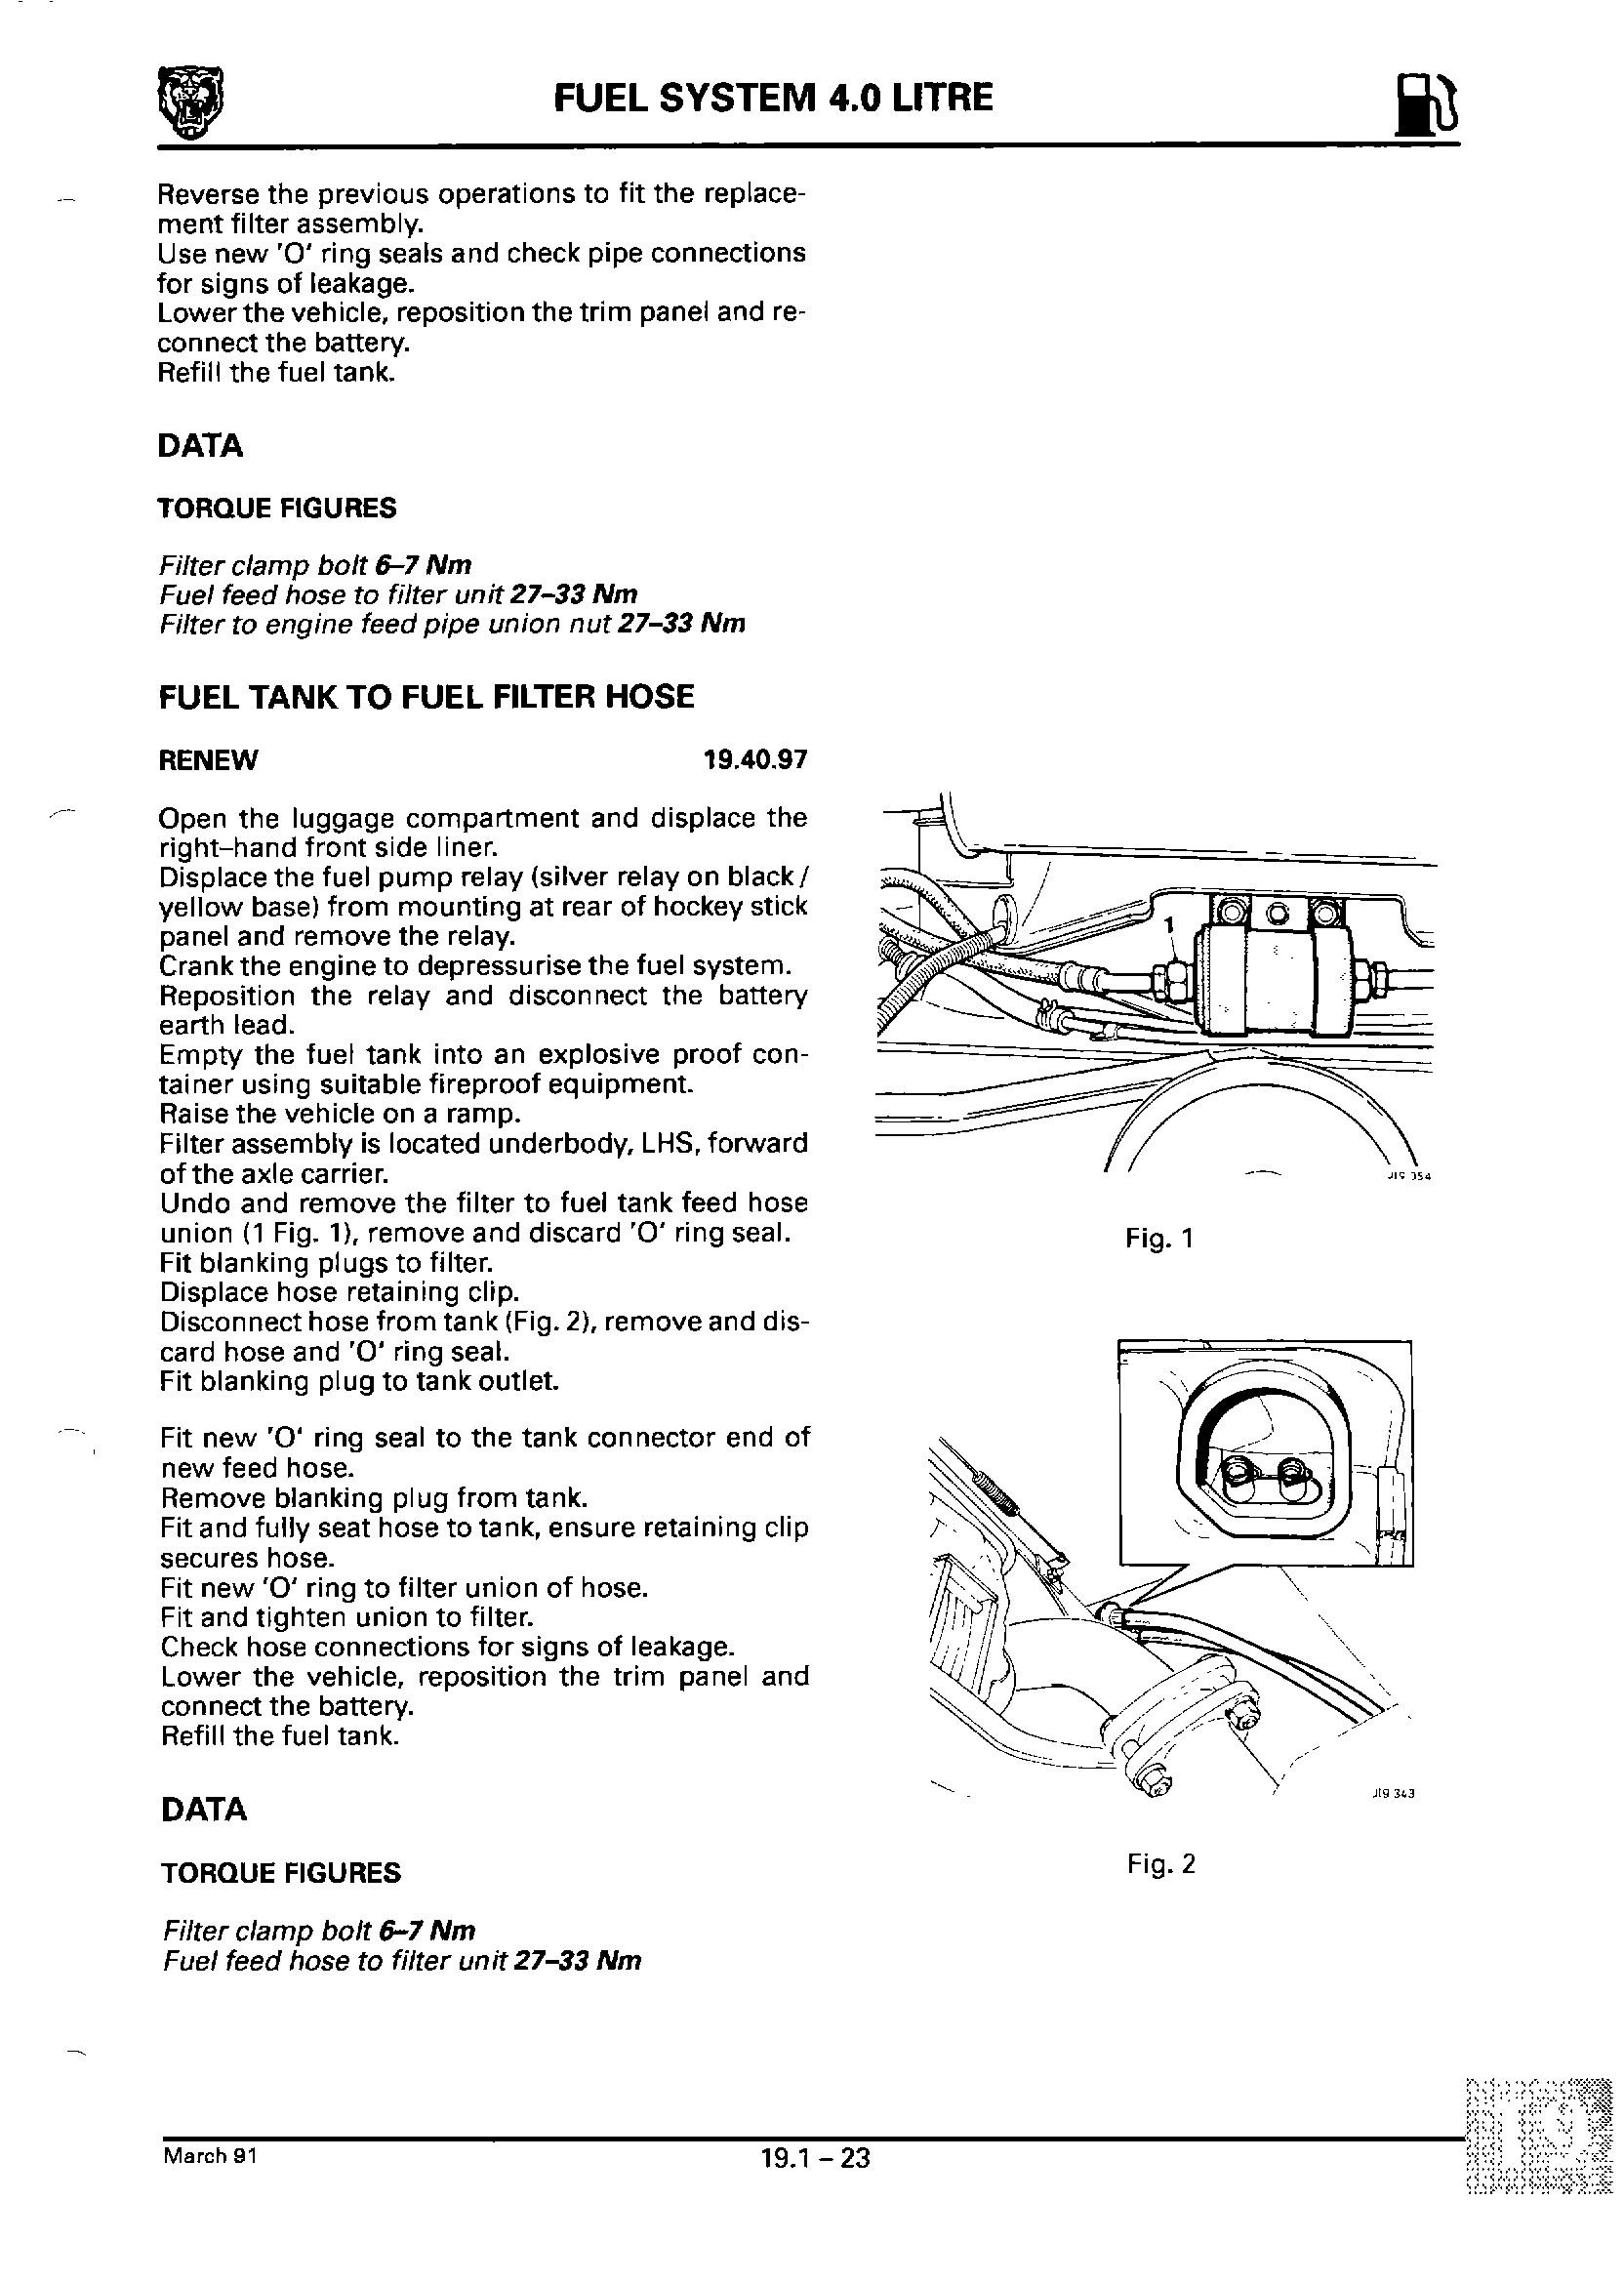 FUEL SYSTEM 4.0 LITRE
Reverse the previous operations to fit the replace-
ment filter assembly.
Use new 'O' ring seals and check pipe connections
for signs of leakage.
Lower the vehicle, reposition the trim panel and re-
connect the battery.
Refill the fuel tank.
DATA
TORQUE FIGURES
Filter clamp bolt 6–7 Nm
Fuel feed hose to filter unit 27–33 Nm
Filter to engine feed pipe union nut 27–33 Nm
FUEL TANK TO FUEL FILTER HOSE
RENEW 19.40.97
Open the luggage compartment and displace the
right–hand front side liner.
Displace the fuel pump relay (silver relay on black/
yellow base) from mounting at rear of hockey stick
panel and remove the relay.
Crank the engine to depressurise the fuel system.
Reposition the relay and disconnect the battery
earth lead.
Empty the fuel tank into an explosive proof con-
tainer using suitable fireproof equipment.
Raise the vehicle on a ramp.
Filter assembly is located underbody, LHS, forward
of the axle carrier.
Undo and remove the filter to fuel tank feed hose
union (1 Fig. 1), remove and discard 'O' ring seal.
Fit blanking plugs to filter.
Displace hose retaining clip.
Disconnect hose from tank (Fig. 2), remove and dis-
card hose and 'O' ring seal.
Fit blanking plug to tank outlet.
Fit new 'O' ring seal to the tank connector end of
new feed hose.
Remove blanking plug from tank.
Fit and fully seat hose to tank, ensure retaining clip
secures hose.
Fit new 'O' ring to filter union of hose.
Fit and tighten union to filter.
Check hose connections for signs of leakage.
Lower the vehicle, reposition the trim panel and
connect the battery.
Refill the fuel tank.
DATA
TORQUE FIGURES
Filter clamp bolt 6–7 Nm
Fuel feed hose to filter unit 27–33 Nm
1
Fig. 1
J19 343
Fig. 2
March 91
19.1 – 23
19